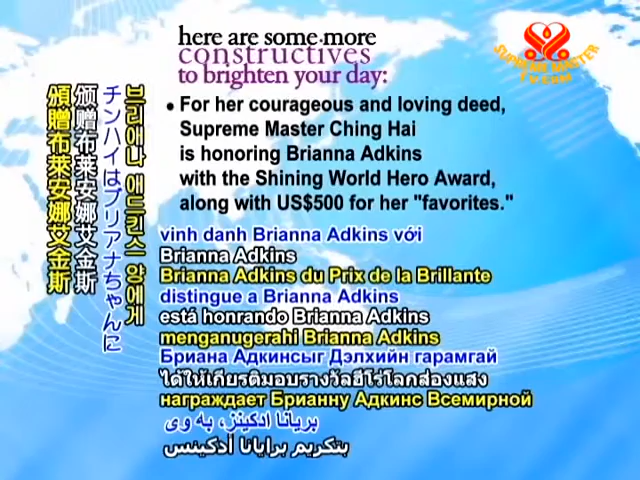 here are some more
constructives
to brighten your day:
SUPREME MASTER
TV.COM
• For her courageous and loving deed,
Supreme Master Ching Hai
is honoring Brianna Adkins
with the Shining World Hero Award,
along with US$500 for her "favorites."
頒贈布萊安娜艾金斯
颁赠布莱安娜艾金斯
チンハイはブリアナちゃんに
브리애나 애드킨스 양에게
vinh danh Brianna Adkins với
Brianna Adkins
Brianna Adkins du Prix de la Brillante
distingue a Brianna Adkins
está honrando Brianna Adkins
menganugerahi Brianna Adkins
Бриана Адкинсыг Дэлхийн гарамгай
ได้ให้เกียรติมอบรางวัลฮีโร่โลกส่องแสง
награждает Брианну Адкинс Всемирной
بریانا ادکینز، به وی
بتكريم برايانا أدكينس